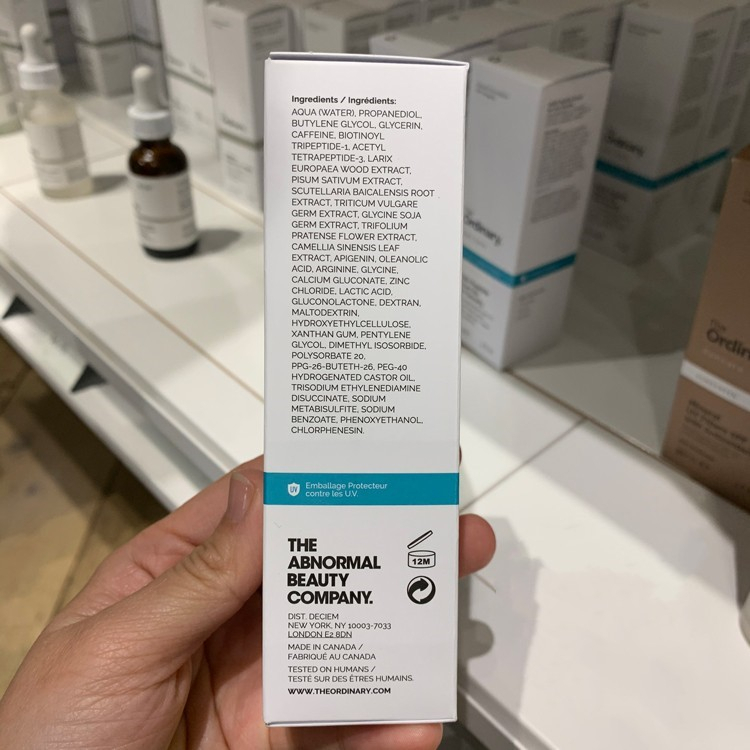 Ingredients / Ingrédients:
AQUA (WATER), PROPANEDIOL,
BUTYLENE GLYCOL, GLYCERIN,
CAFFEINE, BIOTINOYL
TRIPEPTIDE-1, ACETYL
TETRAPEPTIDE-3, LARIX
EUROPAEA WOOD EXTRACT,
PISUM SATIVUM EXTRACT,
SCUTELLARIA BAICALENSIS ROOT
EXTRACT, TRITICUM VULGARE
GERM EXTRACT, GLYCINE SOJA
GERM EXTRACT, TRIFOLIUM
PRATENSE FLOWER EXTRACT,
CAMELLIA SINENSIS LEAF
EXTRACT, APIGENIN, OLEANOLIC
ACID, ARGININE, GLYCINE,
CALCIUM GLUCONATE, ZINC
CHLORIDE, LACTIC ACID,
GLUCONOLACTONE, DEXTRAN,
MALTODEXTRIN,
HYDROXYETHYLCELLULOSE,
XANTHAN GUM, PENTYLENE
GLYCOL, DIMETHYL ISOSORBIDE,
POLYSORBATE 20,
PPG-26-BUTETH-26, PEG-40
HYDROGENATED CASTOR OIL,
TRISODIUM ETHYLENEDIAMINE
DISUCCINATE, SODIUM
METABISULFITE, SODIUM
BENZOATE, PHENOXYETHANOL,
CHLORPHENESIN.
UV
Emballage Protecteur
contre les U.V.
THE
ABNORMAL
BEAUTY
COMPANY.
12M
DIST. DECIEM
NEW YORK, NY 10003-7033
LONDON E2 8DN
MADE IN CANADA /
FABRIQUÉ AU CANADA
TESTED ON HUMANS /
TESTÉ SUR DES ÊTRES HUMAINS.
WWW.THEORDINARY.COM